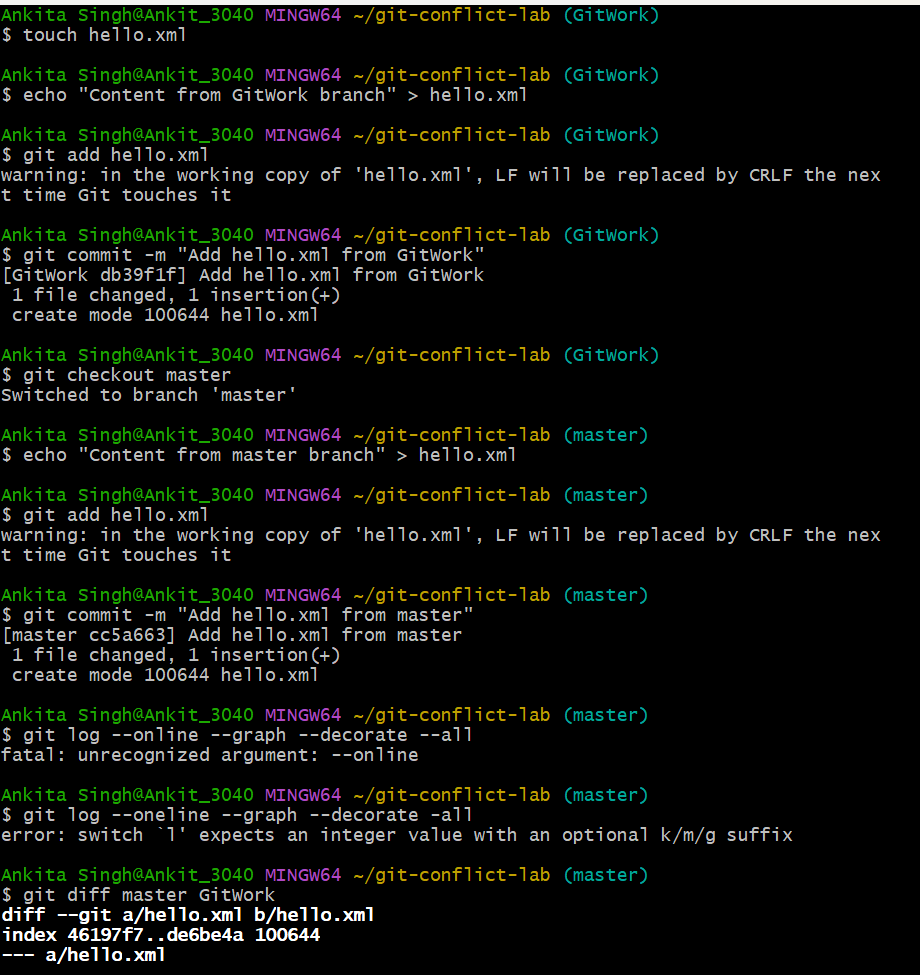 Ankita Singh@Ankit_3040 MINGW64 ~/git-conflict-lab (GitWork)
$ touch hello.xml
Ankita Singh@Ankit_3040 MINGW64 ~/git-conflict-lab (GitWork)
$ echo "Content from GitWork branch" > hello.xml
Ankita Singh@Ankit_3040 MINGW64 ~/git-conflict-lab (GitWork)
$ git add hello.xml
warning: in the working copy of 'hello.xml', LF will be replaced by CRLF the nex
t time Git touches it
Ankita Singh@Ankit_3040 MINGW64 ~/git-conflict-lab (GitWork)
$ git commit -m "Add hello.xml from GitWork"
[GitWork db39f1f] Add hello.xml from GitWork
 1 file changed, 1 insertion(+)
 create mode 100644 hello.xml
Ankita Singh@Ankit_3040 MINGW64 ~/git-conflict-lab (GitWork)
$ git checkout master
Switched to branch 'master'
Ankita Singh@Ankit_3040 MINGW64 ~/git-conflict-lab (master)
$ echo "Content from master branch" > hello.xml
Ankita Singh@Ankit_3040 MINGW64 ~/git-conflict-lab (master)
$ git add hello.xml
warning: in the working copy of 'hello.xml', LF will be replaced by CRLF the nex
t time Git touches it
Ankita Singh@Ankit_3040 MINGW64 ~/git-conflict-lab (master)
$ git commit -m "Add hello.xml from master"
[master cc5a663] Add hello.xml from master
 1 file changed, 1 insertion(+)
 create mode 100644 hello.xml
Ankita Singh@Ankit_3040 MINGW64 ~/git-conflict-lab (master)
$ git log --online --graph --decorate --all
fatal: unrecognized argument: --online
Ankita Singh@Ankit_3040 MINGW64 ~/git-conflict-lab (master)
$ git log --oneline --graph --decorate -all
error: switch `l' expects an integer value with an optional k/m/g suffix
Ankita Singh@Ankit_3040 MINGW64 ~/git-conflict-lab (master)
$ git diff master GitWork
diff --git a/hello.xml b/hello.xml
index 46197f7..de6be4a 100644
--- a/hello.xml